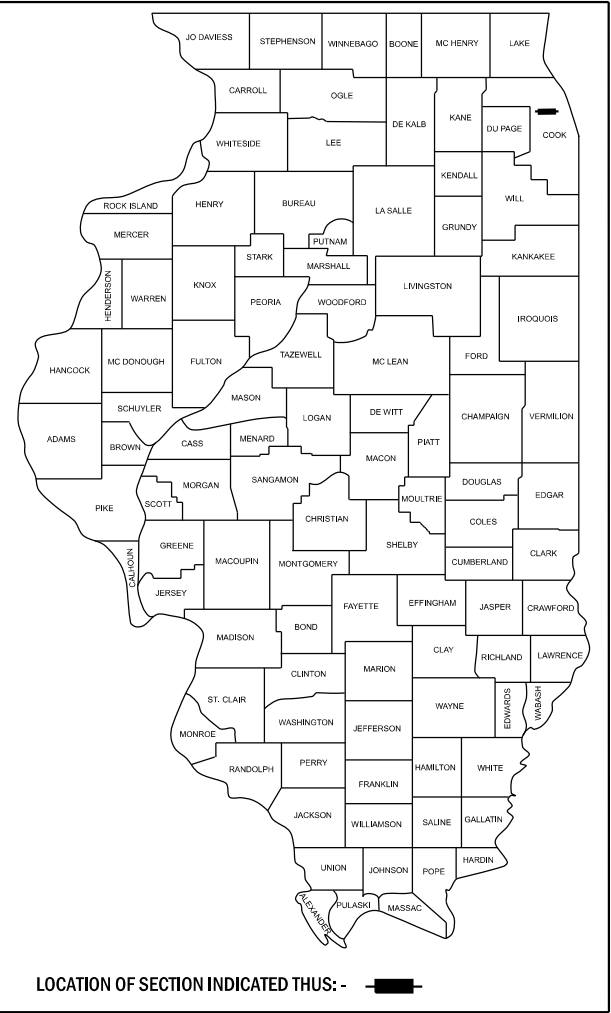 JO DAVIESS
STEPHENSON
WINNEBAGO
BOONE
MC HENRY
LAKE
CARROLL
OGLE
DE KALB
KANE
DU PAGE
COOK
WHITESIDE
LEE
KENDALL
WILL
ROCK ISLAND
HENRY
BUREAU
LA SALLE
GRUNDY
MERCER
PUTNAM
STARK
MARSHALL
KANKAKEE
HENDERSON
WARREN
KNOX
PEORIA
WOODFORD
LIVINGSTON
IROQUOIS
HANCOCK
MC DONOUGH
FULTON
TAZEWELL
MC LEAN
FORD
SCHUYLER
MASON
LOGAN
DE WITT
CHAMPAIGN
VERMILION
ADAMS
BROWN
CASS
MENARD
PIATT
MACON
SANGAMON
MORGAN
DOUGLAS
EDGAR
PIKE
SCOTT
MOULTRIE
CHRISTIAN
COLES
GREENE
SHELBY
CALHOUN
MACOUPIN
MONTGOMERY
CUMBERLAND
CLARK
JERSEY
FAYETTE
EFFINGHAM
JASPER
CRAWFORD
MADISON
BOND
CLAY
RICHLAND
LAWRENCE
CLINTON
MARION
ST. CLAIR
WAYNE
EDWARDS
WABASH
WASHINGTON
JEFFERSON
MONROE
RANDOLPH
PERRY
HAMILTON
WHITE
FRANKLIN
JACKSON
WILLIAMSON
SALINE
GALLATIN
UNION
JOHNSON
POPE
HARDIN
ALEXANDER
PULASKI
MASSAC
LOCATION OF SECTION INDICATED THUS: -